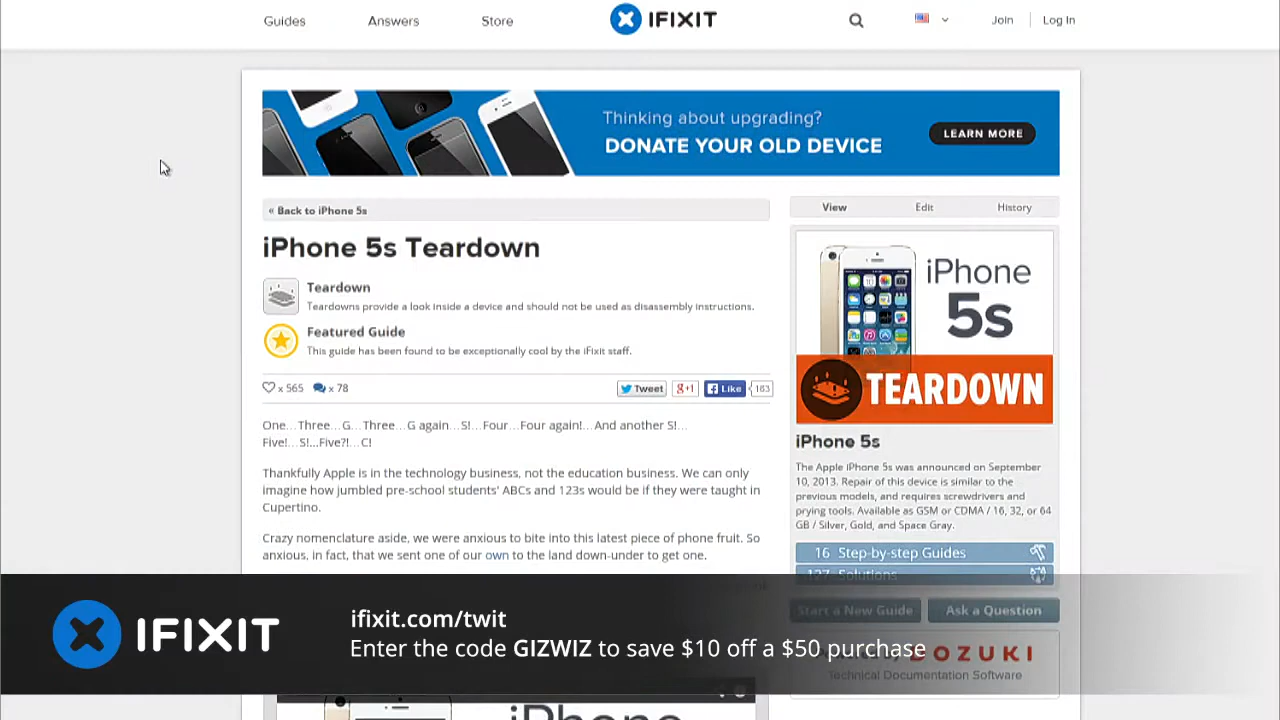 Guides
Answers
Store
IFIXIT
Join
Log In
Thinking about upgrading?
DONATE YOUR OLD DEVICE
LEARN MORE
« Back to iPhone 5s
View
Edit
History
iPhone 5s Teardown
Teardown
Teardowns provide a look inside a device and should not be used as disassembly instructions.
Featured Guide
This guide has been found to be exceptionally cool by the iFixit staff.
x 565
x 78
Tweet
g+1
Like
163
One…Three…G…Three…G again…S!…Four…Four again!…And another S!…
Five!…S!…Five?!…C!
Thankfully Apple is in the technology business, not the education business. We can only
imagine how jumbled pre-school students' ABCs and 123s would be if they were taught in
Cupertino.
Crazy nomenclature aside, we were anxious to bite into this latest piece of phone fruit. So
anxious, in fact, that we sent one of our own to the land down-under to get one.
iPhone
5s
TEARDOWN
iPhone 5s
The Apple iPhone 5s was announced on September
10, 2013. Repair of this device is similar to the
previous models, and requires screwdrivers and
prying tools. Available as GSM or CDMA / 16, 32, or 64
GB / Silver, Gold, and Space Gray.
16 Step-by-step Guides
127 Solutions
Start a New Guide
Ask a Question
DOZUKI
Technical Documentation Software
IFIXIT
ifixit.com/twit
Enter the code GIZWIZ to save $10 off a $50 purchase
iPhone